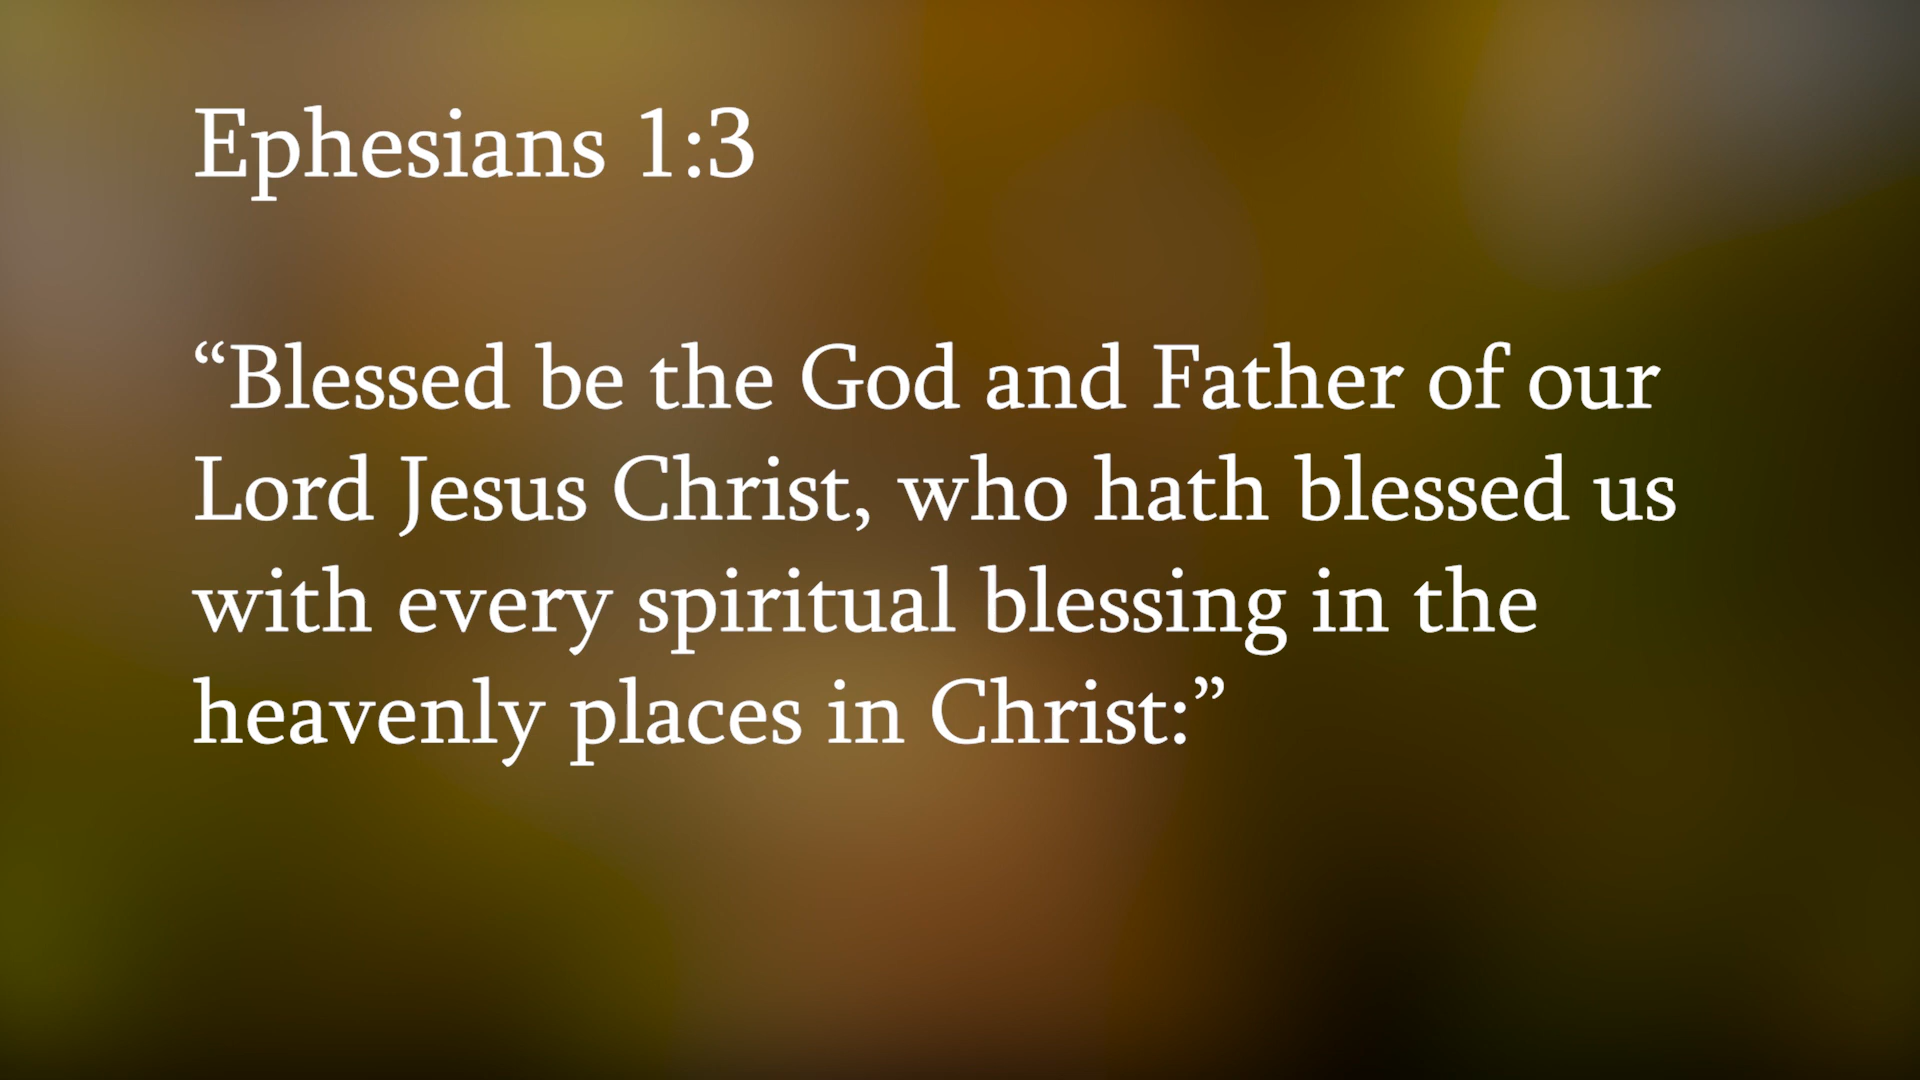 Ephesians 1:3
“Blessed be the God and Father of our
Lord Jesus Christ, who hath blessed us
with every spiritual blessing in the
heavenly places in Christ:”